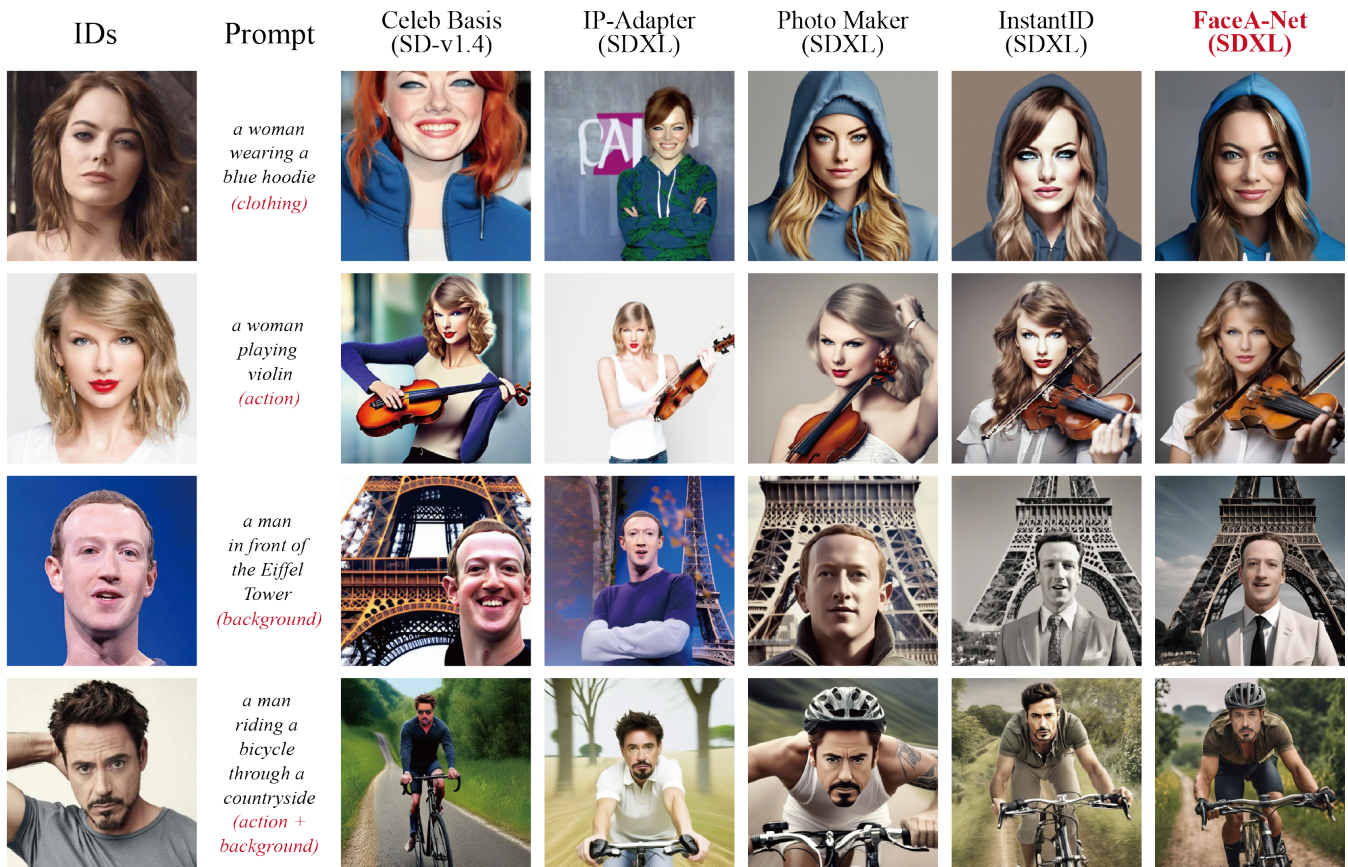 IDs
Prompt
Celeb Basis
(SD-v1.4)
IP-Adapter
(SDXL)
Photo Maker
(SDXL)
InstantID
(SDXL)
FaceA-Net
(SDXL)
a woman
wearing a
blue hoodie
(clothing)
a woman
playing
violin
(action)
a man
in front of
the Eiffel
Tower
(background)
a man
riding a
bicycle
through a
countryside
(action +
background)